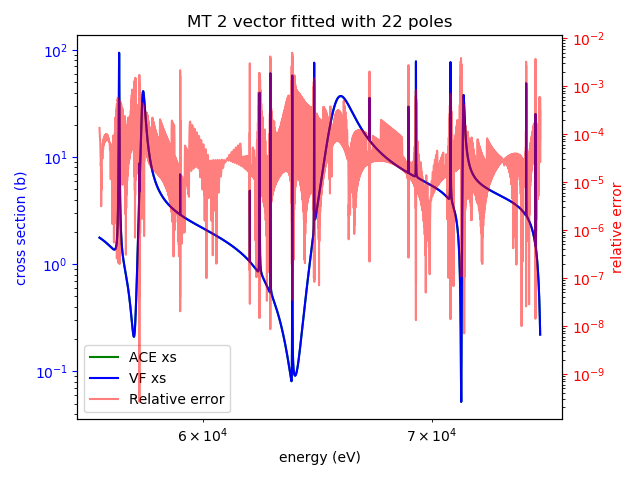 MT 2 vector fitted with 22 poles
10²
10¹
10⁰
10⁻¹
cross section (b)
10⁻²
10⁻³
10⁻⁴
10⁻⁵
10⁻⁶
10⁻⁷
10⁻⁸
10⁻⁹
relative error
ACE xs
VF xs
Relative error
6 × 10⁴
7 × 10⁴
energy (eV)